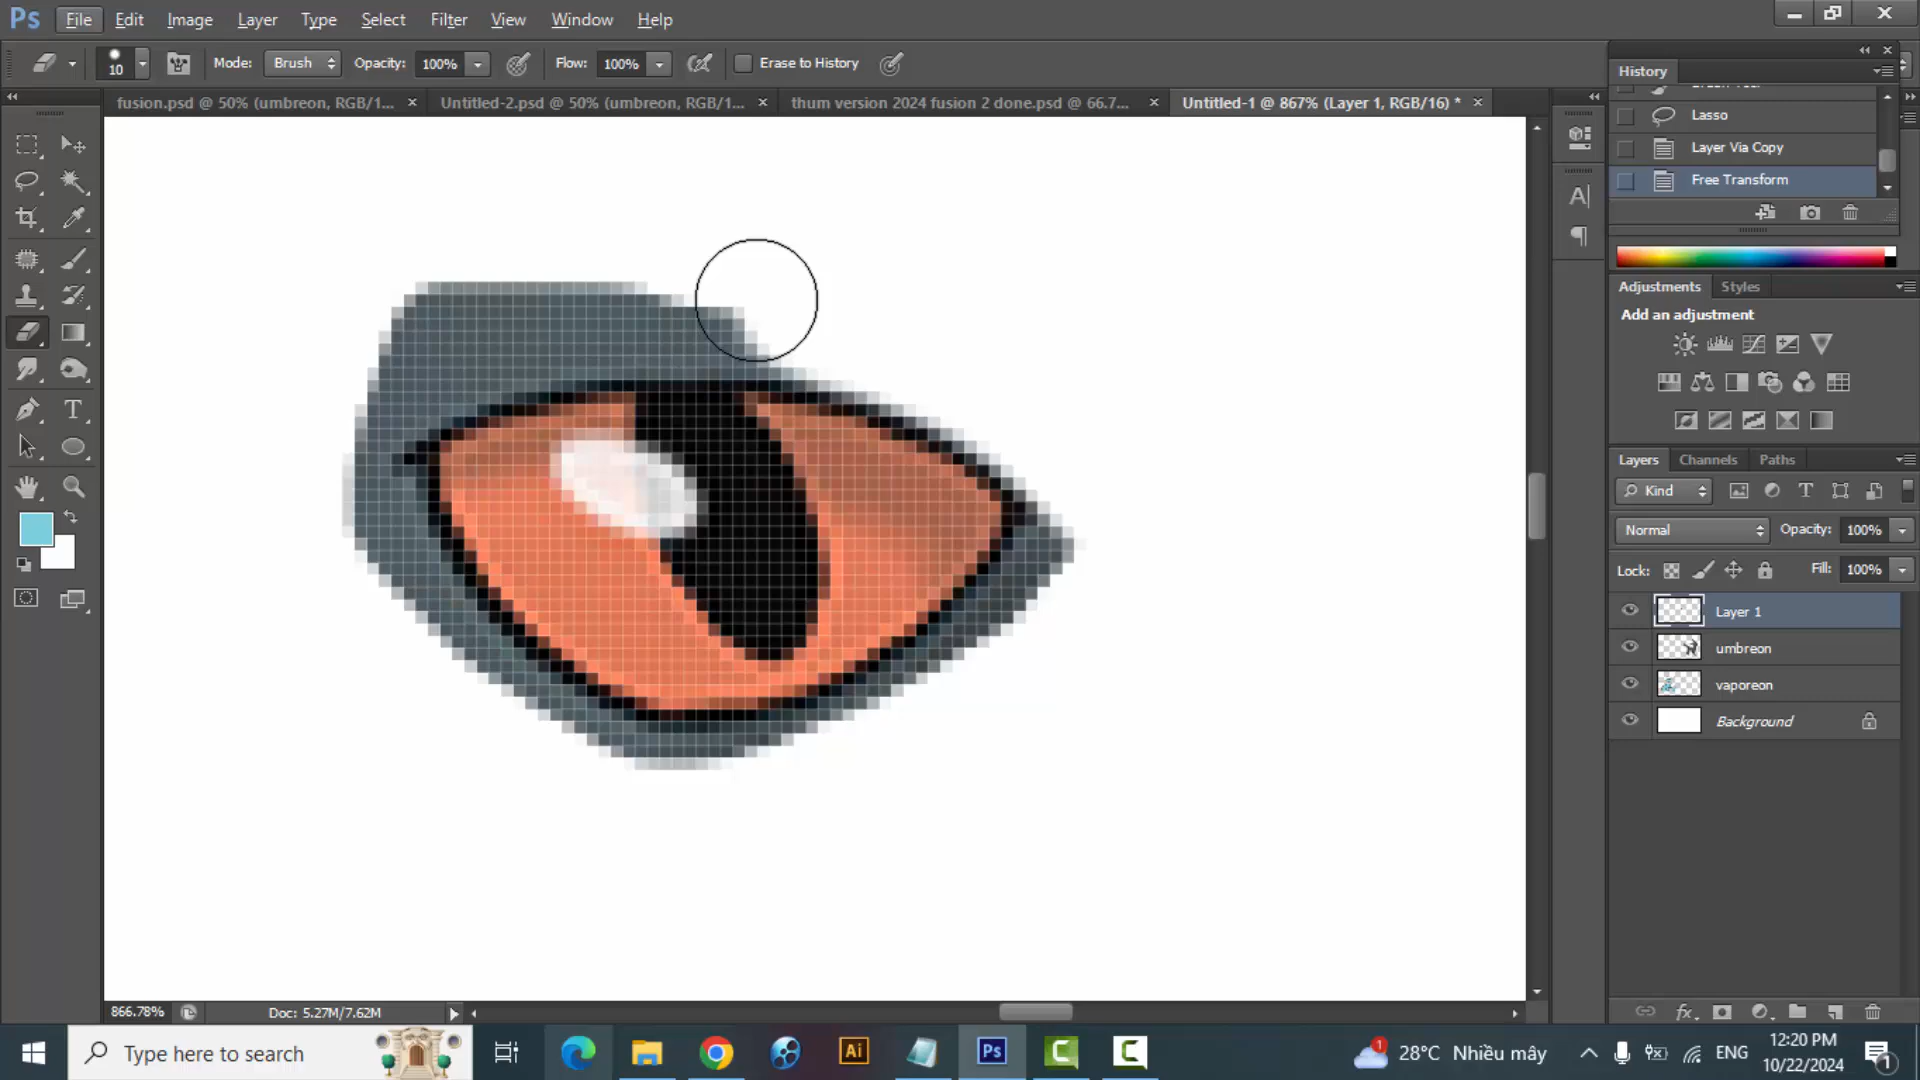 Ps File Edit Image Layer Type Select Filter View Window Help
10 Mode: Brush Opacity: 100% Flow: 100% Erase to History
fusion.psd @ 50% (umbreon, RGB/1... Untitled-2.psd @ 50% (umbreon, RGB/1... thum version 2024 fusion 2 done.psd @ 66.7... Untitled-1 @ 867% (Layer 1, RGB/16) *
History
Lasso
Layer Via Copy
Free Transform
Adjustments Styles
Add an adjustment
Layers Channels Paths
Kind
Normal Opacity: 100%
Lock: Fill: 100%
Layer 1
umbreon
vaporeon
Background
866.78% Doc: 5.27M/7.62M
Type here to search
Ai Ps
1 28°C Nhiều mây ENG 12:20 PM
10/22/2024 1